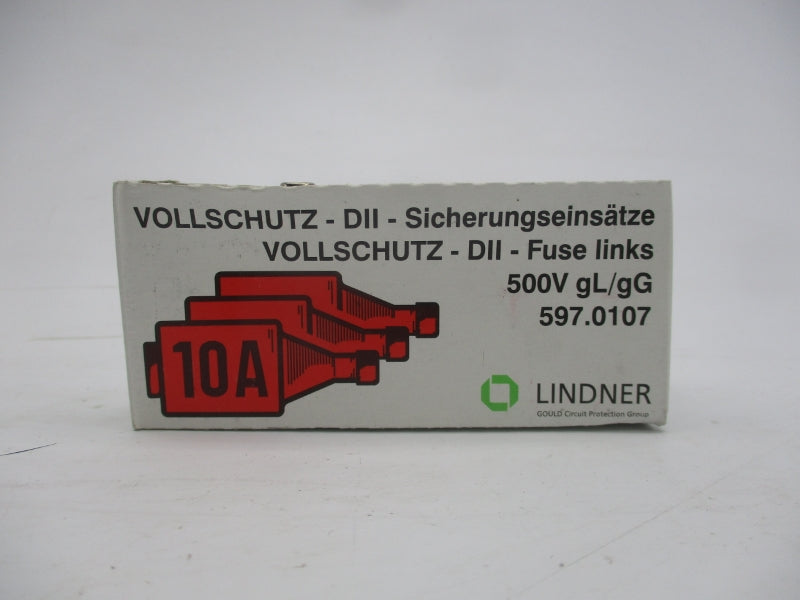 VOLLSCHUTZ - DII - Sicherungseinsätze
VOLLSCHUTZ - DII - Fuse links
500V gL/gG
597.0107
10A
LINDNER
GOULD Circuit Protection Group